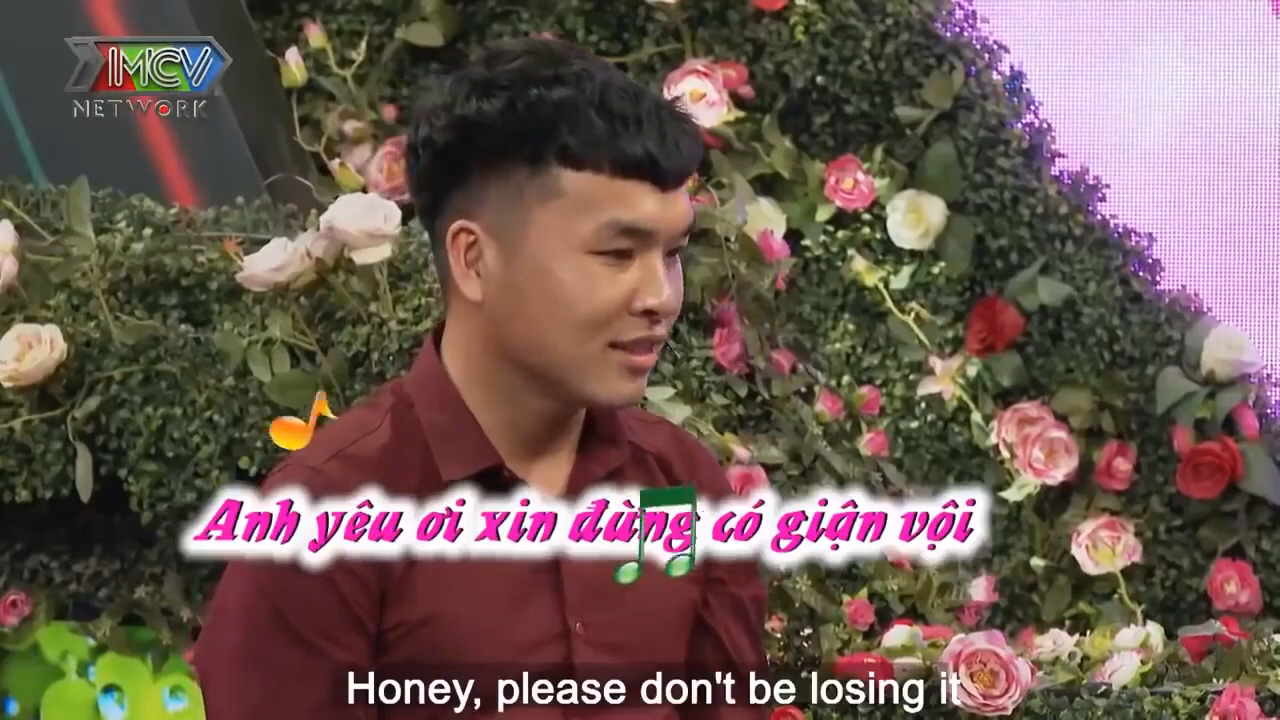 MCV
NETWORK
Anh yêu ơi xin đừng có giận vội
Honey, please don't be losing it